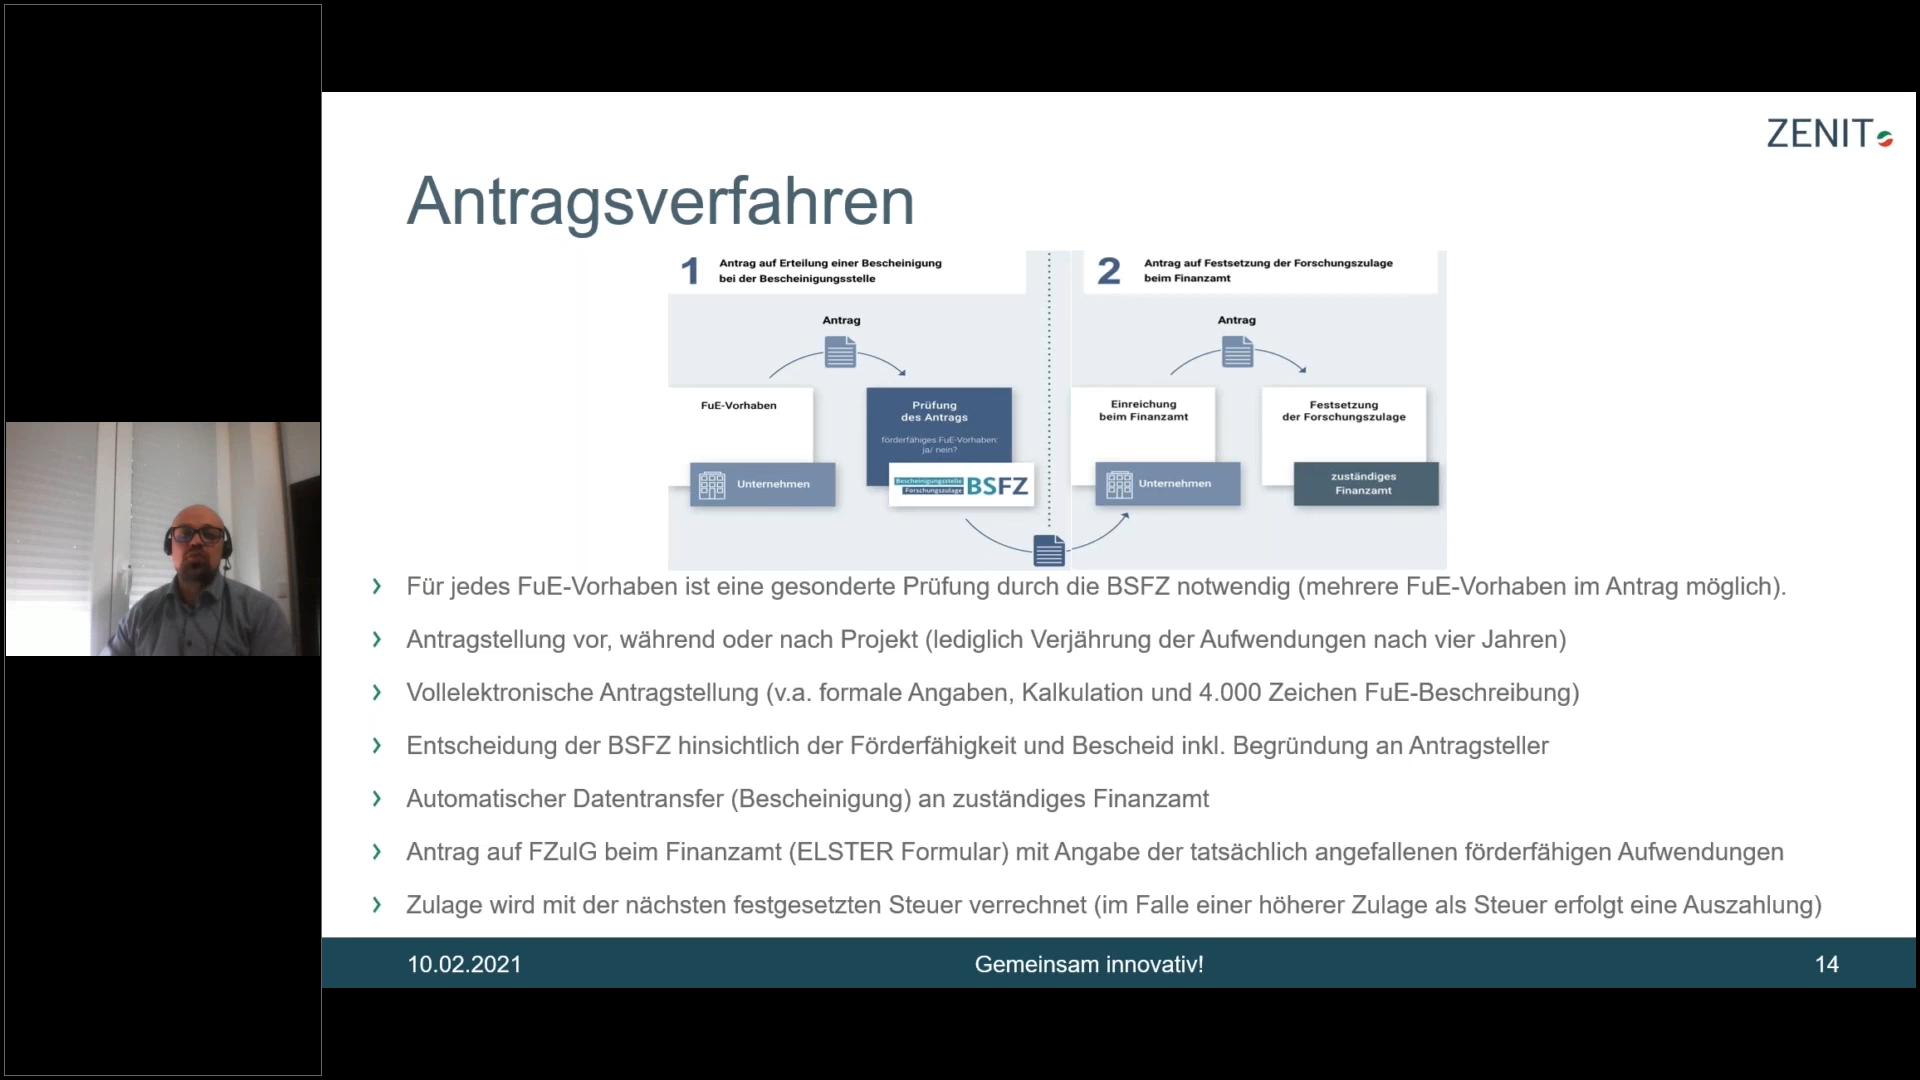 ZENIT
Antragsverfahren
1
Antrag auf Erteilung einer Bescheinigung
bei der Bescheinigungsstelle
Antrag
FuE-Vorhaben
Unternehmen
Prüfung
des Antrags
förderfähiges FuE-Vorhaben:
ja/ nein?
Bescheinigungsstelle
Forschungszulage
BSFZ
2
Antrag auf Festsetzung der Forschungszulage
beim Finanzamt
Antrag
Einreichung
beim Finanzamt
Unternehmen
Festsetzung
der Forschungszulage
zuständiges
Finanzamt
› Für jedes FuE-Vorhaben ist eine gesonderte Prüfung durch die BSFZ notwendig (mehrere FuE-Vorhaben im Antrag möglich).
› Antragstellung vor, während oder nach Projekt (lediglich Verjährung der Aufwendungen nach vier Jahren)
› Vollelektronische Antragstellung (v.a. formale Angaben, Kalkulation und 4.000 Zeichen FuE-Beschreibung)
› Entscheidung der BSFZ hinsichtlich der Förderfähigkeit und Bescheid inkl. Begründung an Antragsteller
› Automatischer Datentransfer (Bescheinigung) an zuständiges Finanzamt
› Antrag auf FZulG beim Finanzamt (ELSTER Formular) mit Angabe der tatsächlich angefallenen förderfähigen Aufwendungen
› Zulage wird mit der nächsten festgesetzten Steuer verrechnet (im Falle einer höherer Zulage als Steuer erfolgt eine Auszahlung)
10.02.2021
Gemeinsam innovativ!
14